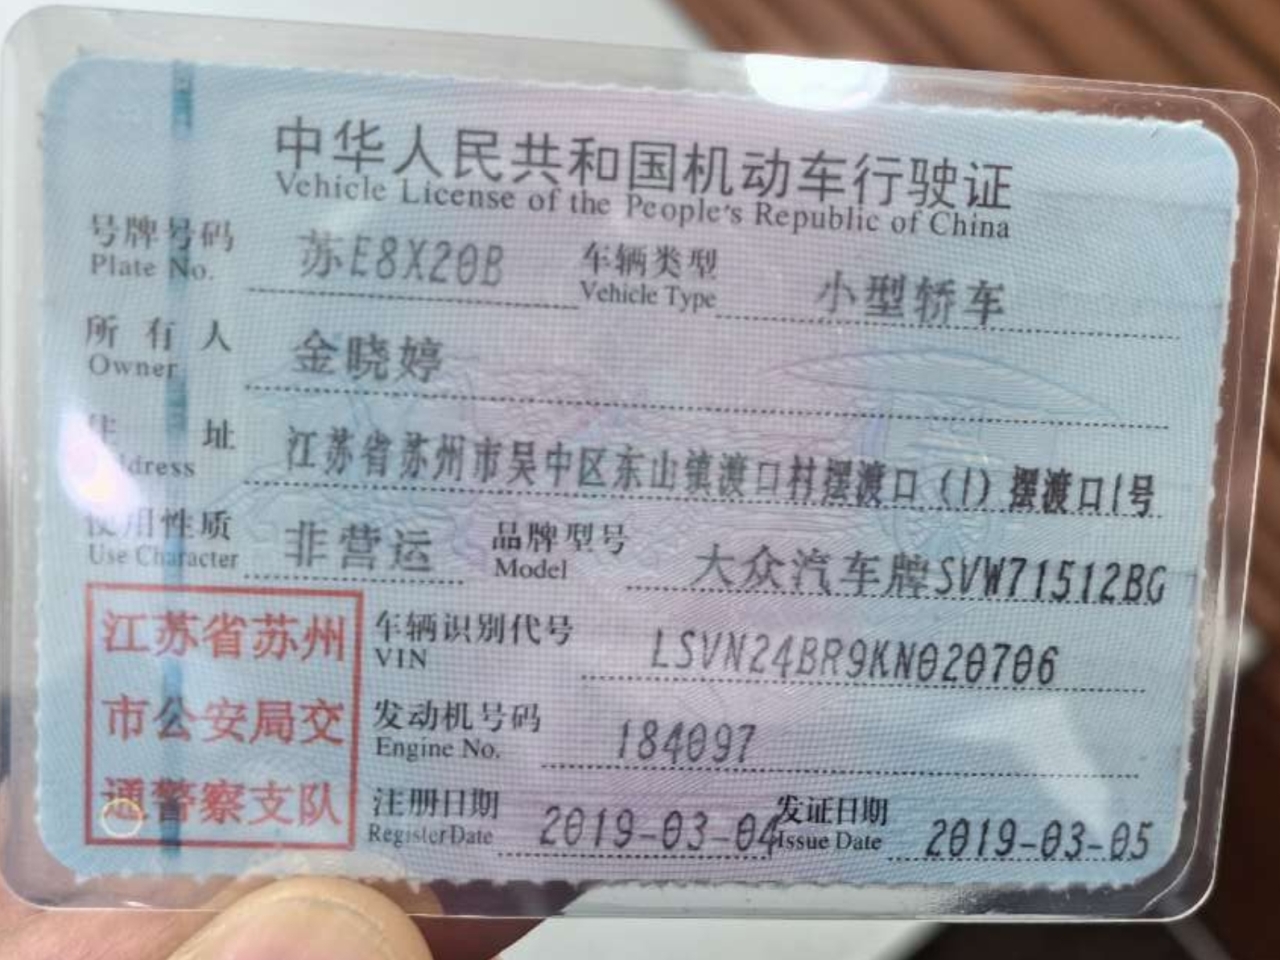 中华人民共和国机动车行驶证
Vehicle License of the People's Republic of China
号牌号码 苏E8X20B 车辆类型 小型轿车
Plate No. Vehicle Type
所有人 金晓婷
Owner
住址 江苏省苏州市吴中区东山镇渡口村摆渡口（1）摆渡口1号
Address
使用性质 非营运 品牌型号 大众汽车牌SVW71512BG
Use Character Model
江苏省苏州
市公安局交
通警察支队
车辆识别代号 LSVN24BR9KN020706
VIN
发动机号码 184097
Engine No.
注册日期 2019-03-04 发证日期 2019-03-05
Register Date Issue Date